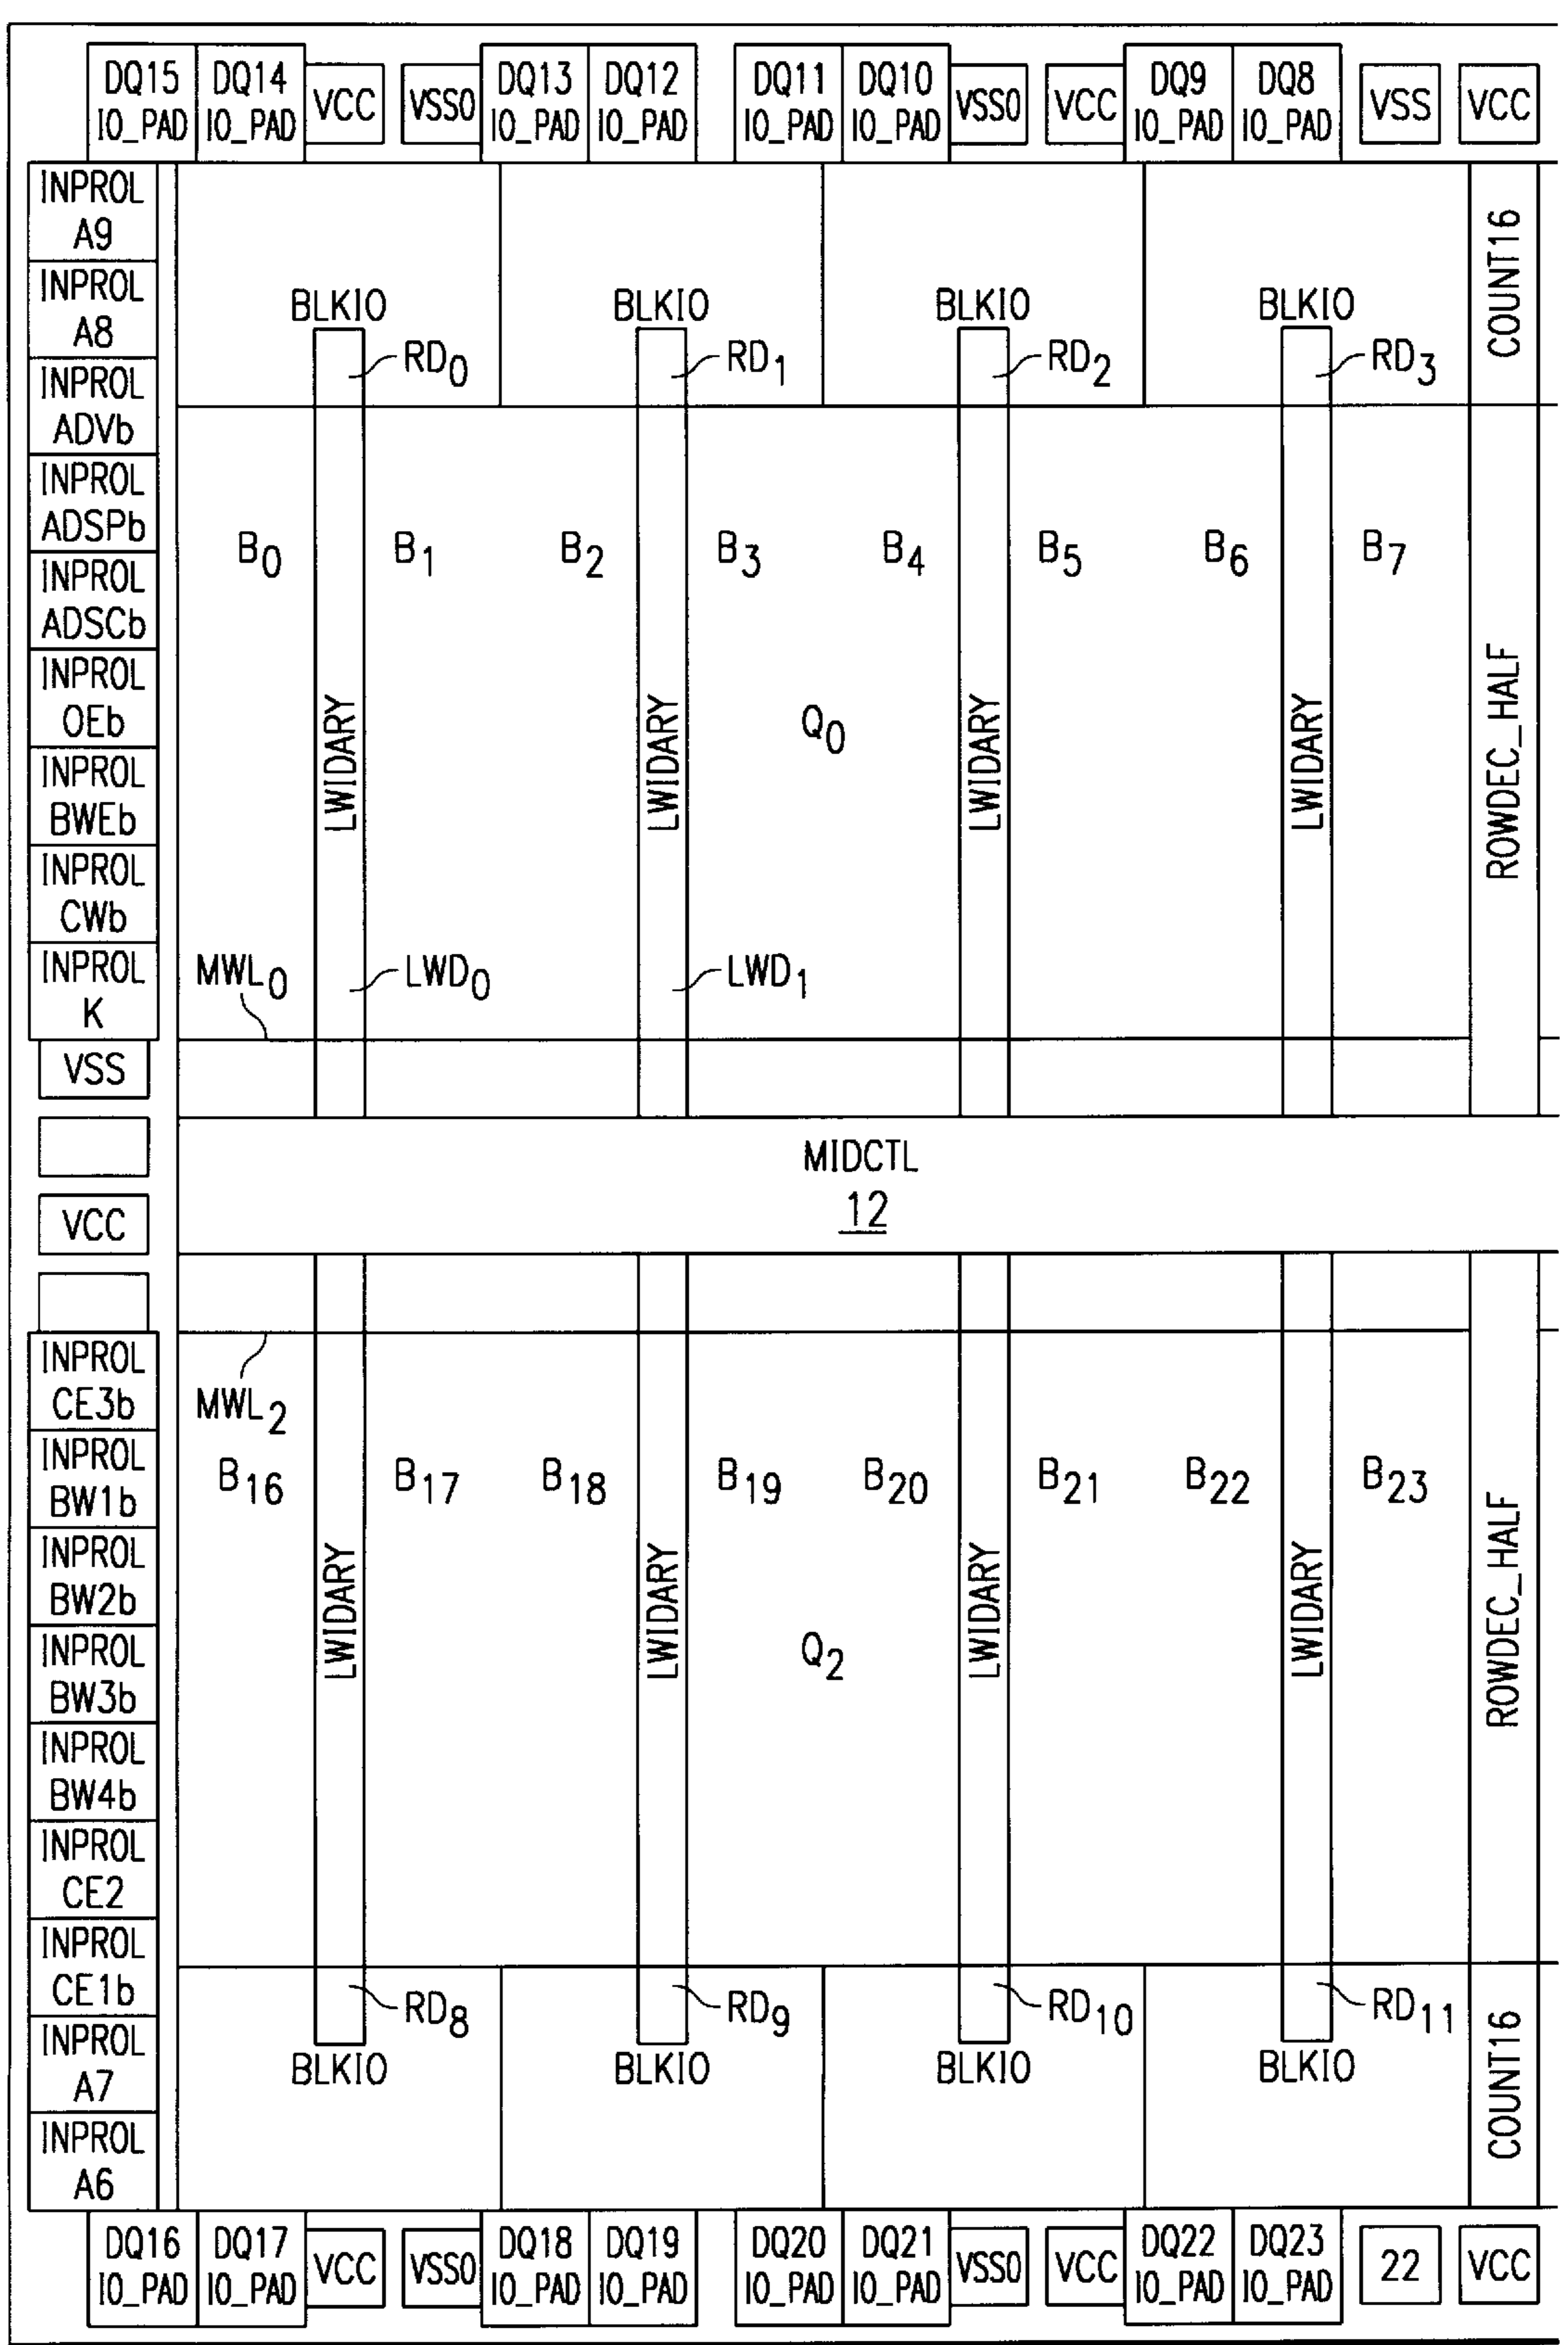 DQ15 IO_PAD
DQ14 IO_PAD
VCC
VSSO
DQ13 IO_PAD
DQ12 IO_PAD
DQ11 IO_PAD
DQ10 IO_PAD
VSSO
VCC
DQ9 IO_PAD
DQ8 IO_PAD
VSS
VCC
INPROL
A9
INPROL
A8
INPROL
ADVb
INPROL
ADSPb
INPROL
ADSCb
INPROL
OEb
INPROL
BWEb
INPROL
CWb
INPROL
K
VSS
VCC
INPROL
CE3b
INPROL
BW1b
INPROL
BW2b
INPROL
BW3b
INPROL
BW4b
INPROL
CE2
INPROL
CE1b
INPROL
A7
INPROL
A6
BLKIO BLKIO BLKIO BLKIO
RD0 RD1 RD2 RD3
COUNT16
B0 B1 B2 B3 B4 B5 B6 B7
LWIDARY LWIDARY Q0 LWIDARY LWIDARY
ROWDEC_HALF
MWL0 LWD0 LWD1
MIDCTL
12
MWL2
B16 B17 B18 B19 B20 B21 B22 B23
LWIDARY LWIDARY Q2 LWIDARY LWIDARY
ROWDEC_HALF
RD8 RD9 RD10 RD11
BLKIO BLKIO BLKIO BLKIO
COUNT16
DQ16 IO_PAD
DQ17 IO_PAD
VCC
VSSO
DQ18 IO_PAD
DQ19 IO_PAD
DQ20 IO_PAD
DQ21 IO_PAD
VSSO
VCC
DQ22 IO_PAD
DQ23 IO_PAD
22
VCC